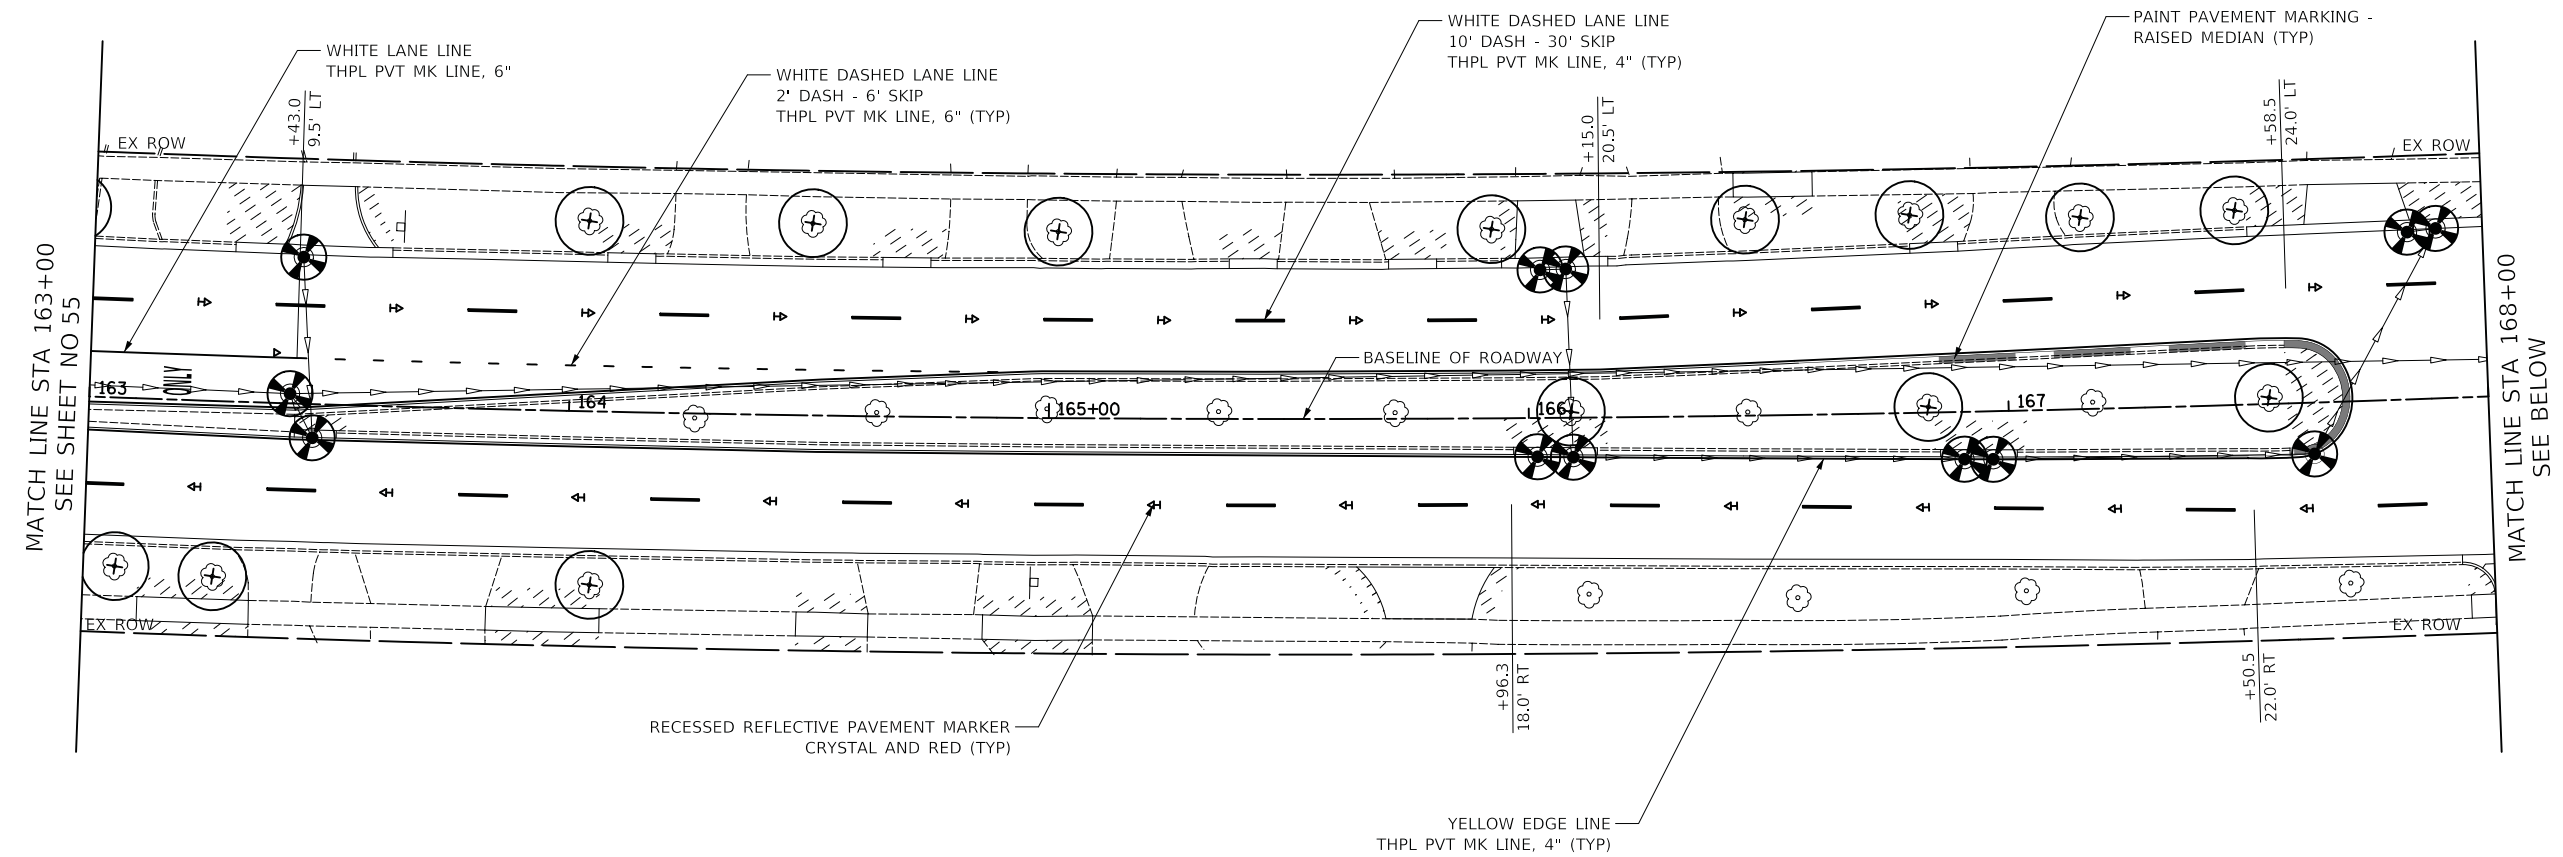 WHITE DASHED LANE LINE
10' DASH - 30' SKIP
THPL PVT MK LINE, 4" (TYP)
PAINT PAVEMENT MARKING -
RAISED MEDIAN (TYP)
WHITE LANE LINE
THPL PVT MK LINE, 6"
WHITE DASHED LANE LINE
2' DASH - 6' SKIP
THPL PVT MK LINE, 6" (TYP)
+43.0
9.5' LT
+15.0
20.5' LT
+58.5
24.0' LT
EX ROW
EX ROW
MATCH LINE STA 163+00
SEE SHEET NO 55
BASELINE OF ROADWAY
163
164
165+00
166
167
MATCH LINE STA 168+00
SEE BELOW
EX ROW
EX ROW
+96.3
18.0' RT
+50.5
22.0' RT
RECESSED REFLECTIVE PAVEMENT MARKER
CRYSTAL AND RED (TYP)
YELLOW EDGE LINE
THPL PVT MK LINE, 4" (TYP)